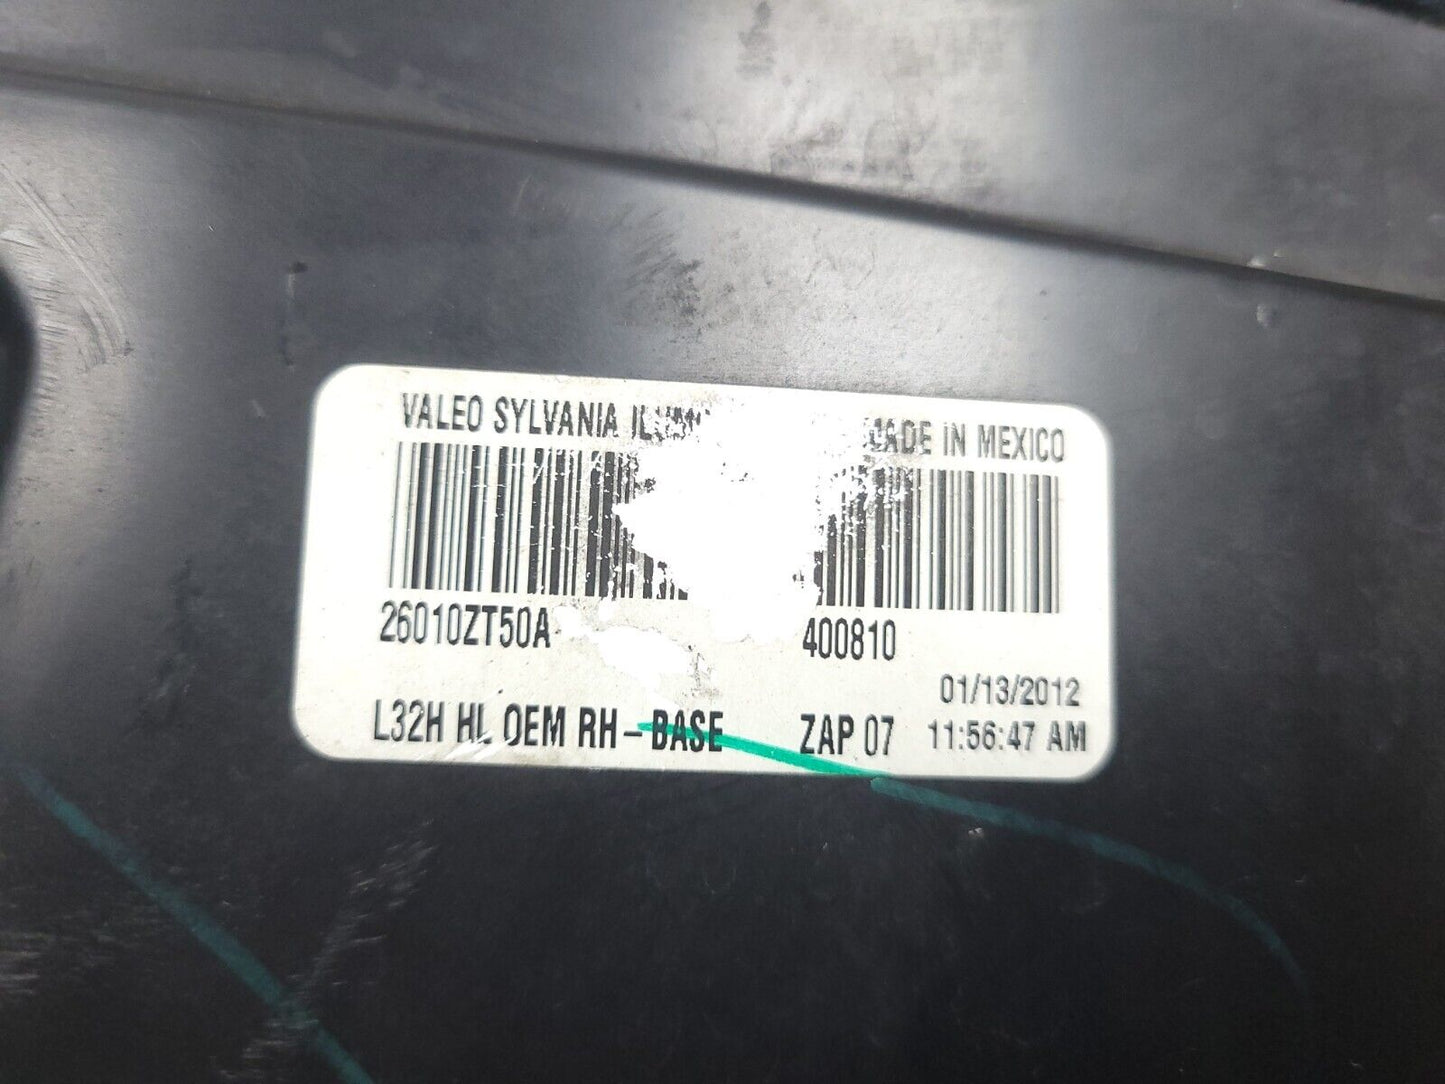 VALEO SYLVANIA MADE IN MEXICO
26010ZT50A 400810
01/13/2012
L32H HL OEM RH-BASE ZAP 07 11:56:47 AM